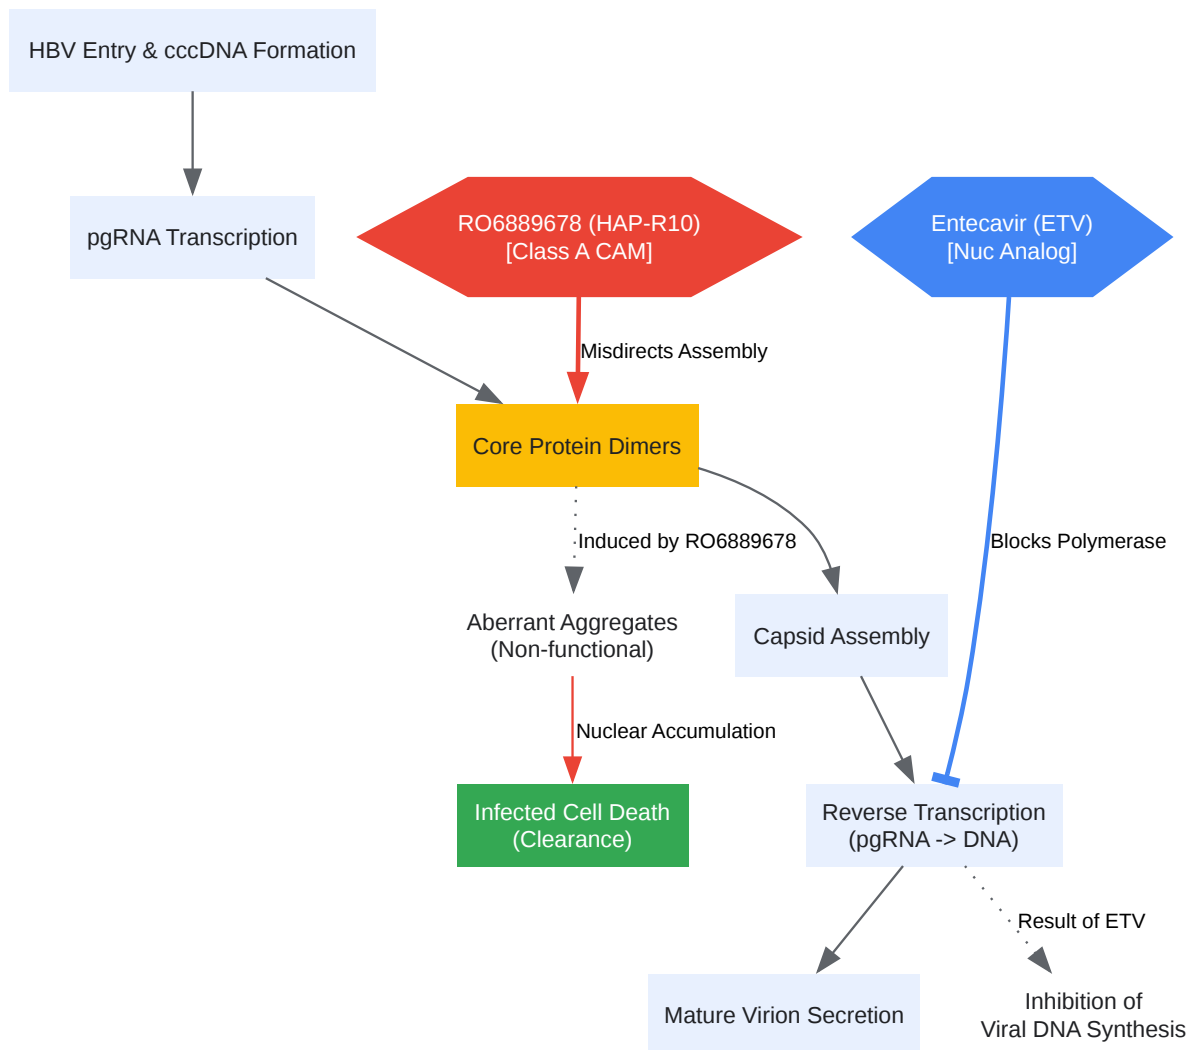 HBV Entry & cccDNA Formation
pgRNA Transcription
RO6889678 (HAP-R10)
[Class A CAM]
Entecavir (ETV)
[Nuc Analog]
Misdirects Assembly
Core Protein Dimers
Induced by RO6889678
Blocks Polymerase
Aberrant Aggregates
(Non-functional)
Capsid Assembly
Nuclear Accumulation
Infected Cell Death
(Clearance)
Reverse Transcription
(pgRNA -> DNA)
Result of ETV
Mature Virion Secretion
Inhibition of
Viral DNA Synthesis